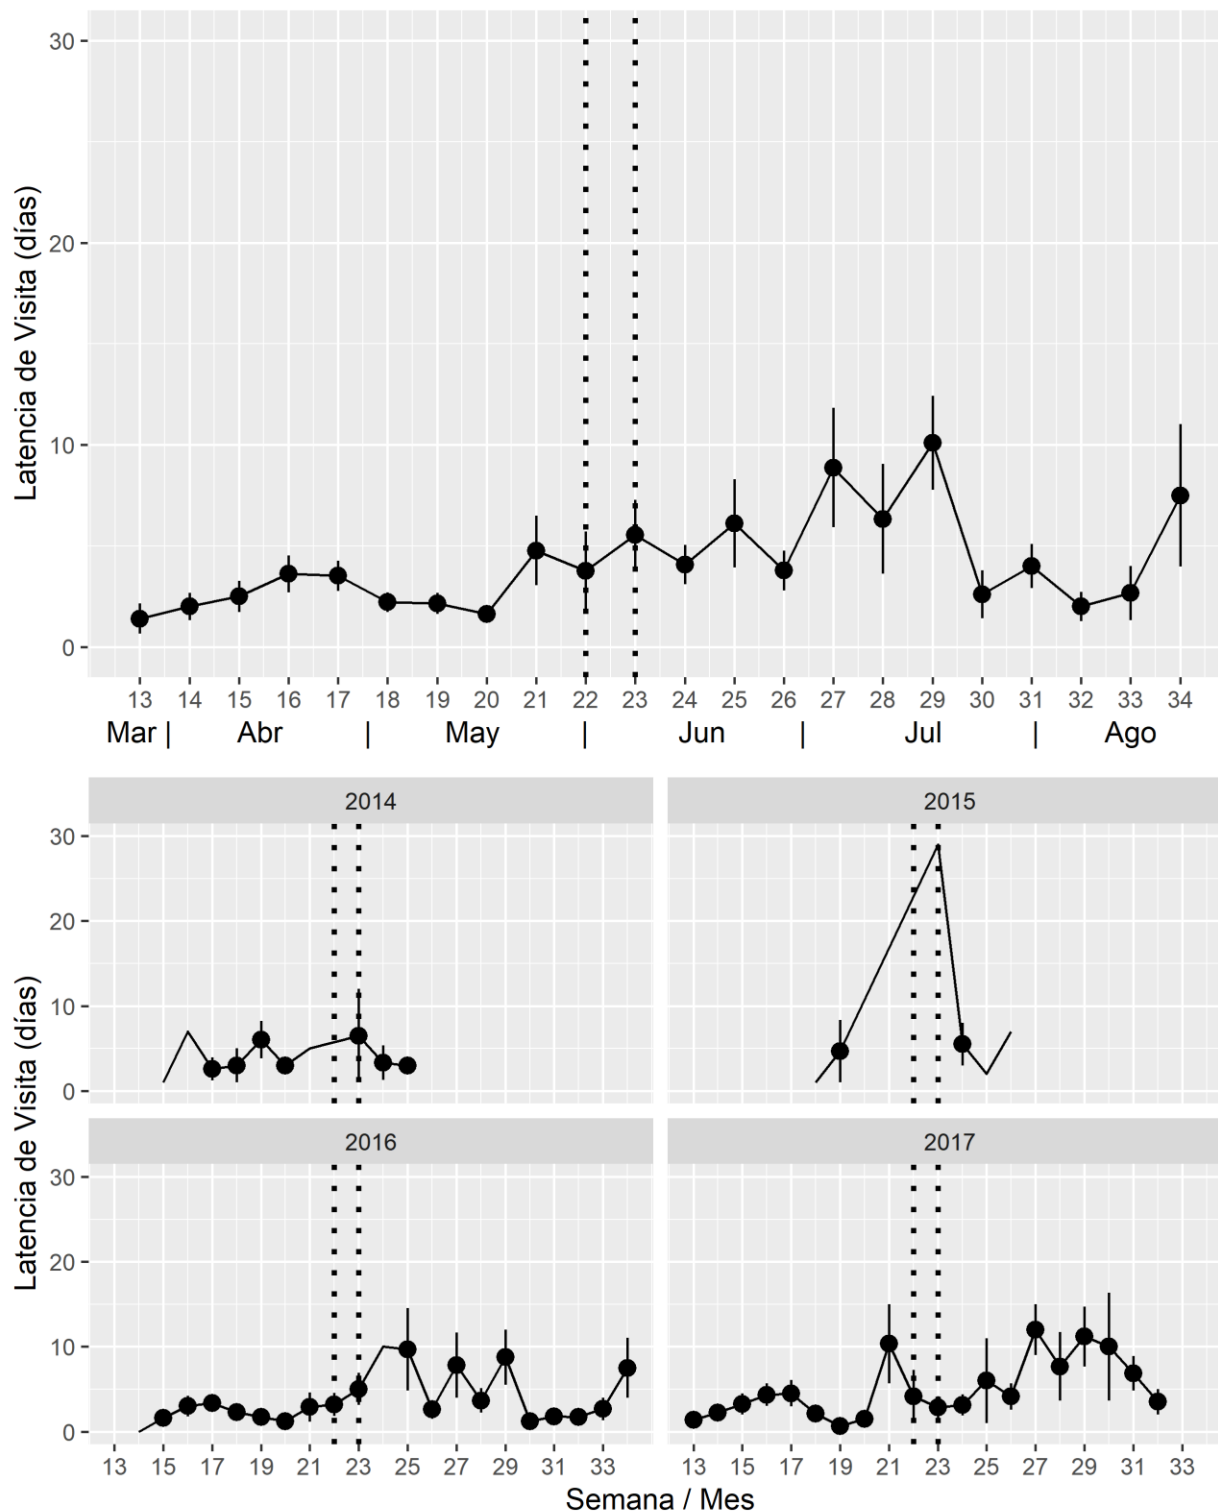 Latencia de Visita (días)
30
20
10
0
13 14 15 16 17 18 19 20 21 22 23 24 25 26 27 28 29 30 31 32 33 34
Mar | Abr | May | Jun | Jul | Ago
Latencia de Visita (días)
2014 2015
30
20
10
0
2016 2017
30
20
10
0
13 15 17 19 21 23 25 27 29 31 33 13 15 17 19 21 23 25 27 29 31 33
Semana / Mes